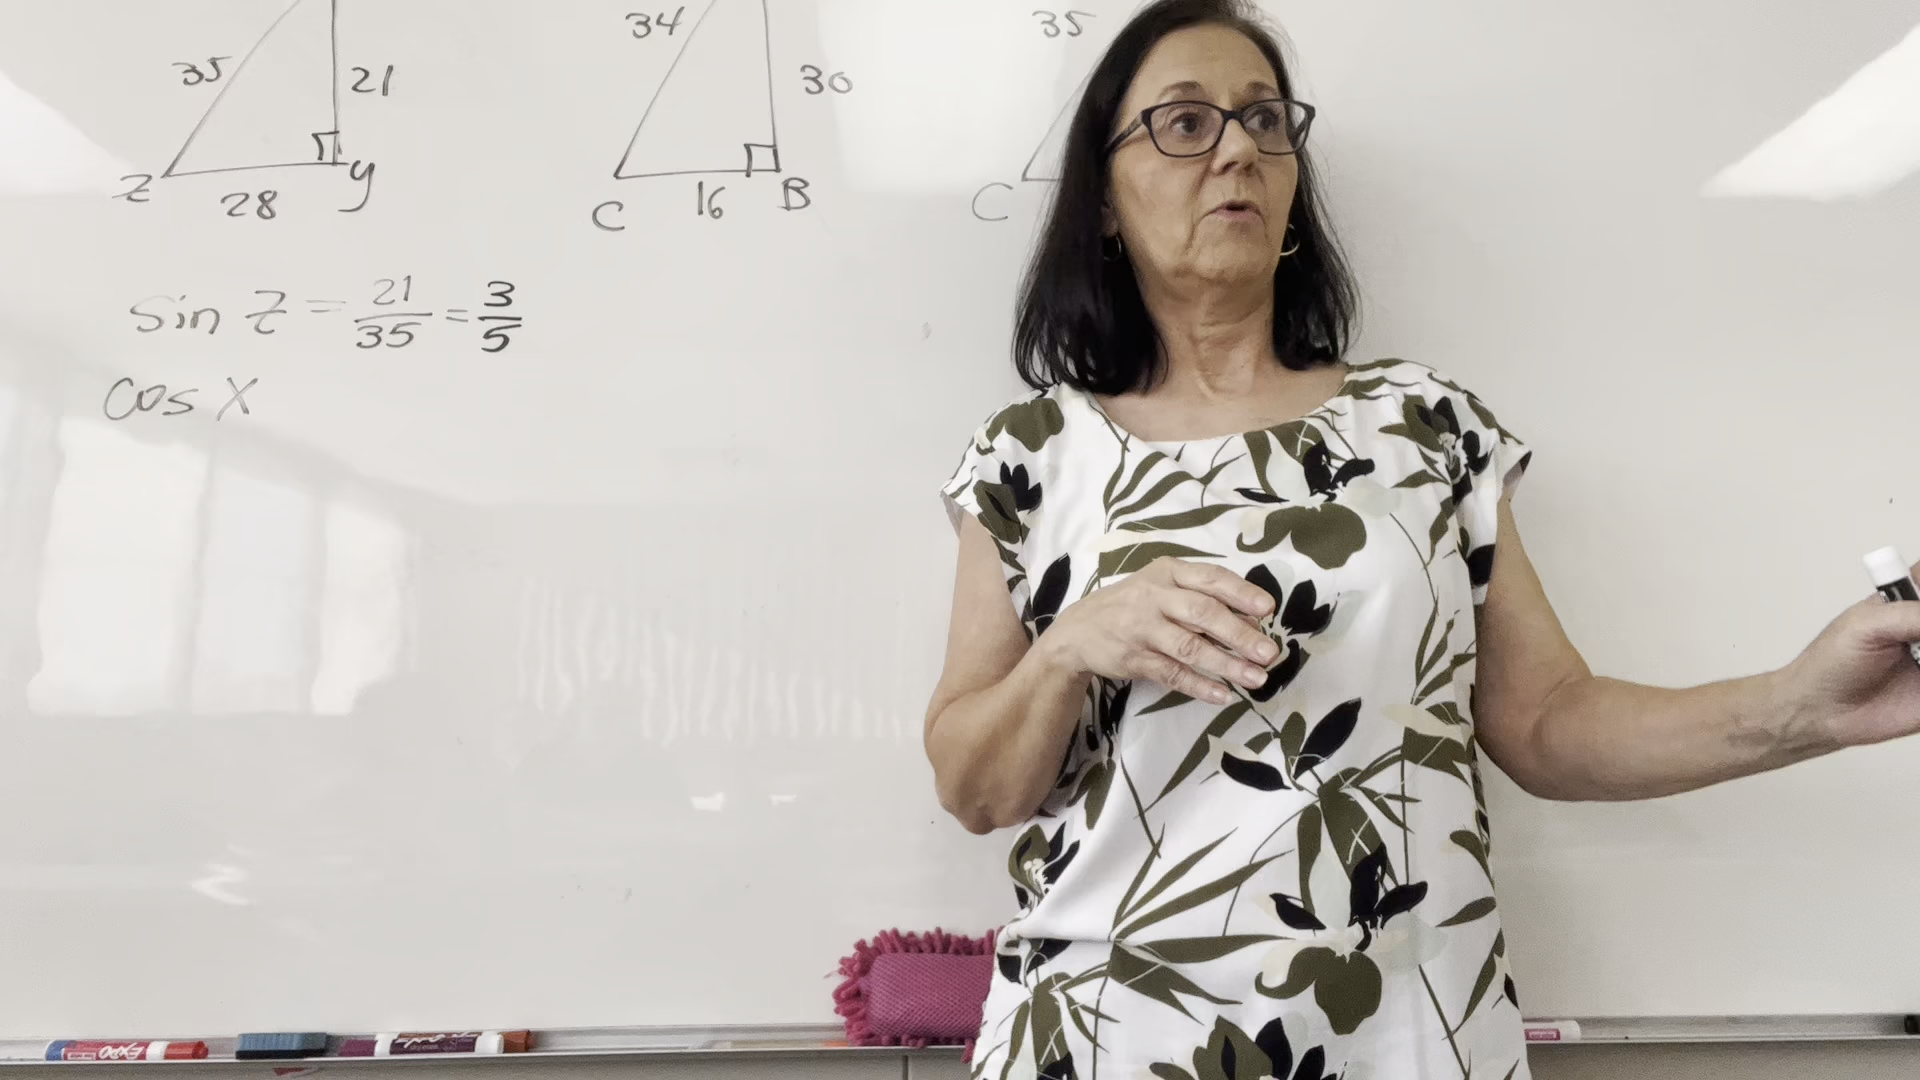 35
21
Z
28
y
34
30
C
16
B
35
C
Sin Z = 21/35 = 3/5
cos X
EXPO